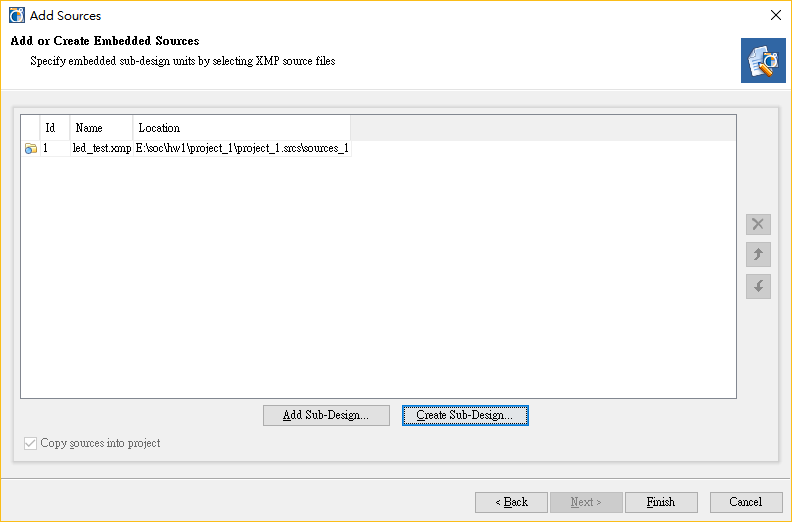 Add Sources
Add or Create Embedded Sources
Specify embedded sub-design units by selecting XMP source files
Id Name Location
1 led_test.xmp E:\soc\hw1\project_1\project_1.srcs\sources_1
Add Sub-Design... Create Sub-Design...
Copy sources into project
< Back Next > Finish Cancel